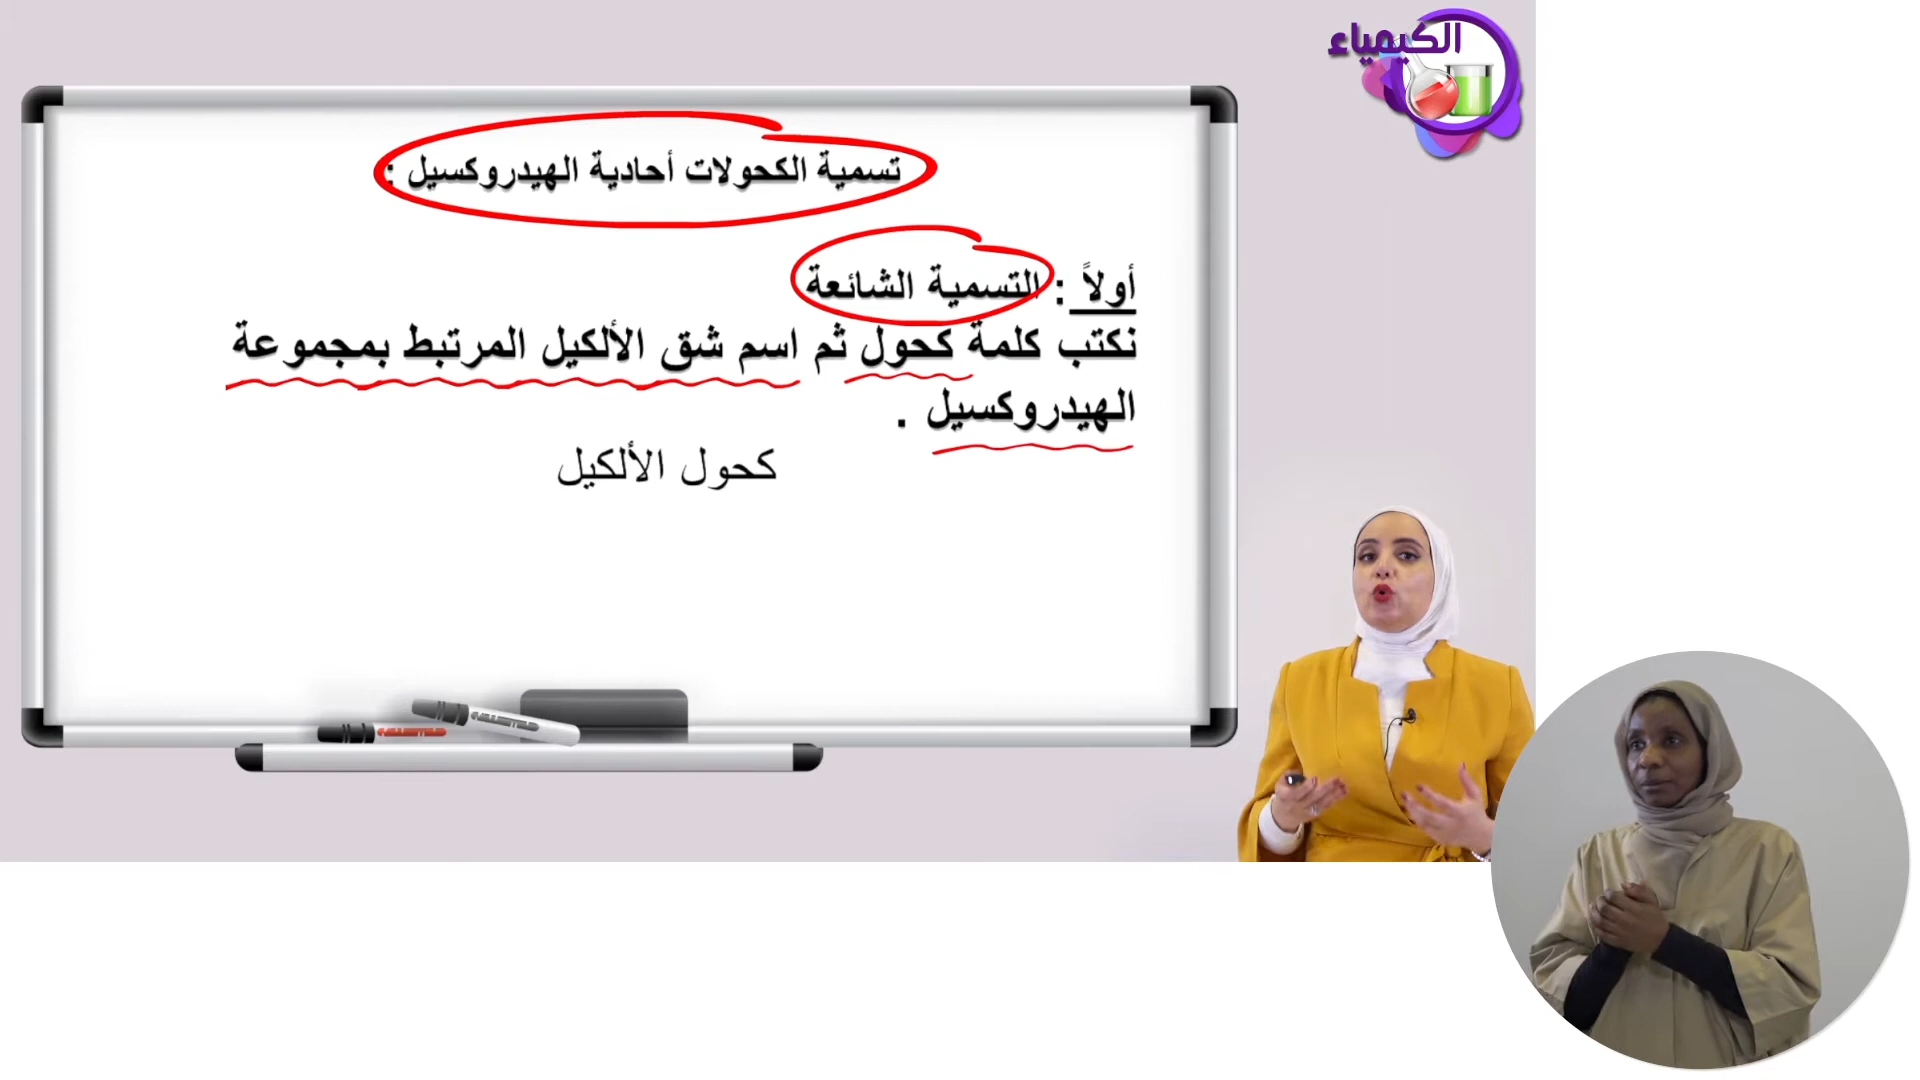 الكيمياء
تسمية الكحولات أحادية الهيدروكسيل :
أولاً : التسمية الشائعة
نكتب كلمة كحول ثم اسم شق الألكيل المرتبط بمجموعة
الهيدروكسيل .
كحول الألكيل